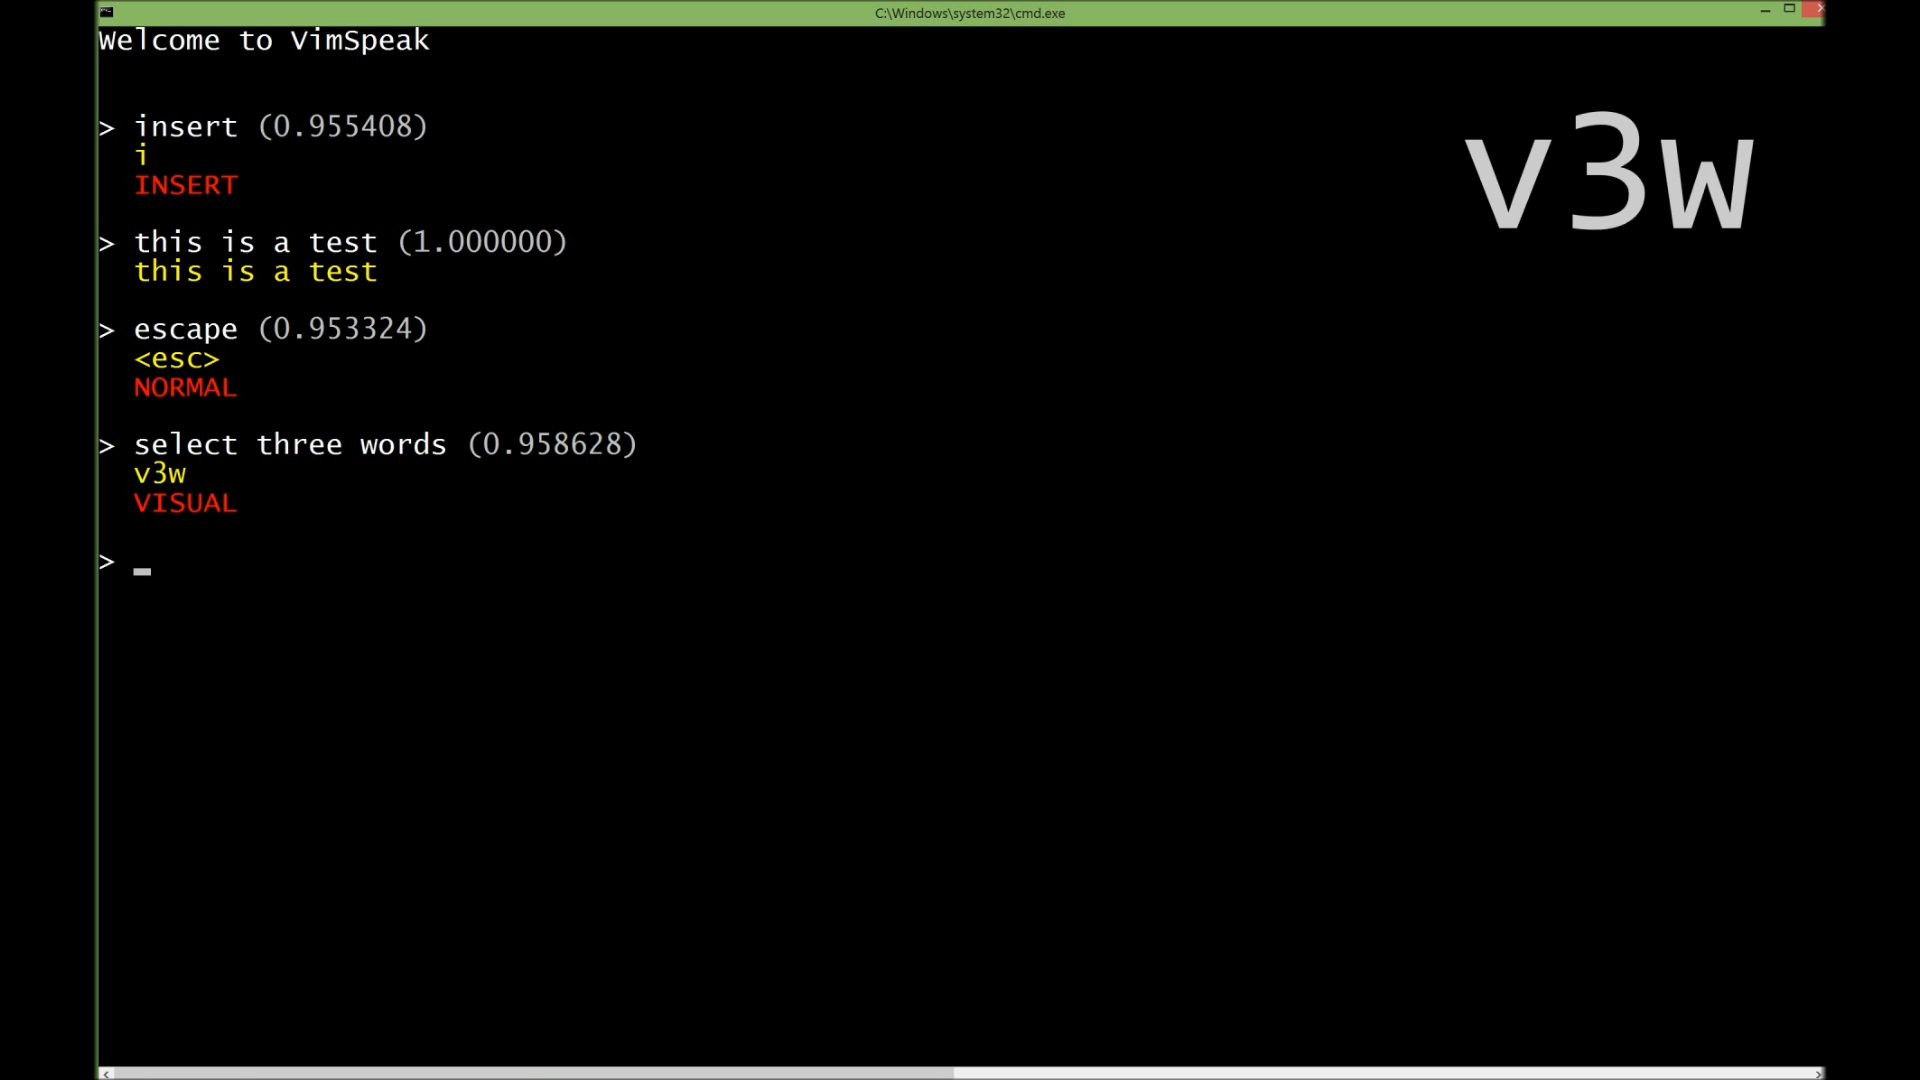 C:\Windows\system32\cmd.exe
Welcome to VimSpeak
> insert (0.955408)
i
INSERT
v3w
> this is a test (1.000000)
this is a test
> escape (0.953324)
<esc>
NORMAL
> select three words (0.958628)
v3w
VISUAL
> _